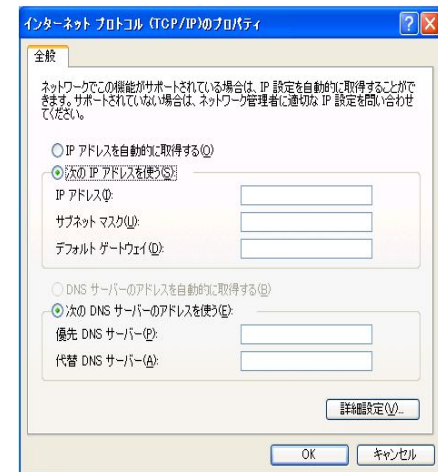 インターネット プロトコル (TCP/IP)のプロパティ
全般
ネットワークでこの機能がサポートされている場合は、IP 設定を自動的に取得することがで
きます。サポートされていない場合は、ネットワーク管理者に適切な IP 設定を問い合わせ
てください。
IP アドレスを自動的に取得する(O)
次の IP アドレスを使う(S):
IP アドレス(I):
サブネット マスク(U):
デフォルト ゲートウェイ(D):
DNS サーバーのアドレスを自動的に取得する(B)
次の DNS サーバーのアドレスを使う(E):
優先 DNS サーバー(P):
代替 DNS サーバー(A):
詳細設定(V)...
OK
キャンセル